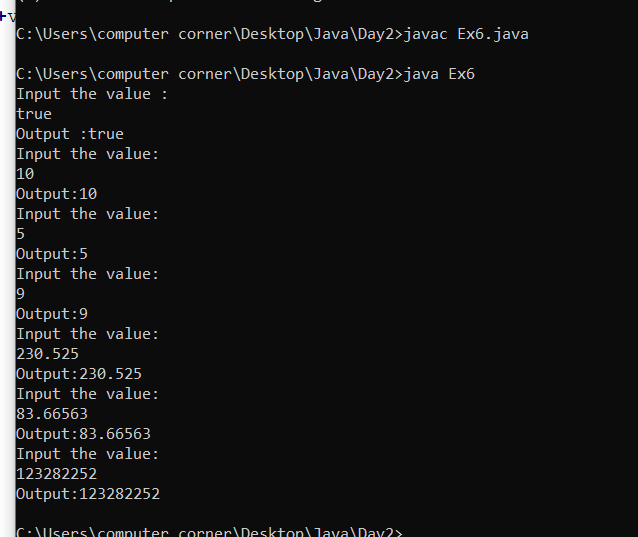 +v
C:\Users\computer corner\Desktop\Java\Day2>javac Ex6.java
C:\Users\computer corner\Desktop\Java\Day2>java Ex6
Input the value :
true
Output :true
Input the value:
10
Output:10
Input the value:
5
Output:5
Input the value:
9
Output:9
Input the value:
230.525
Output:230.525
Input the value:
83.66563
Output:83.66563
Input the value:
123282252
Output:123282252
C:\Users\computer corner\Desktop\Java\Day2>